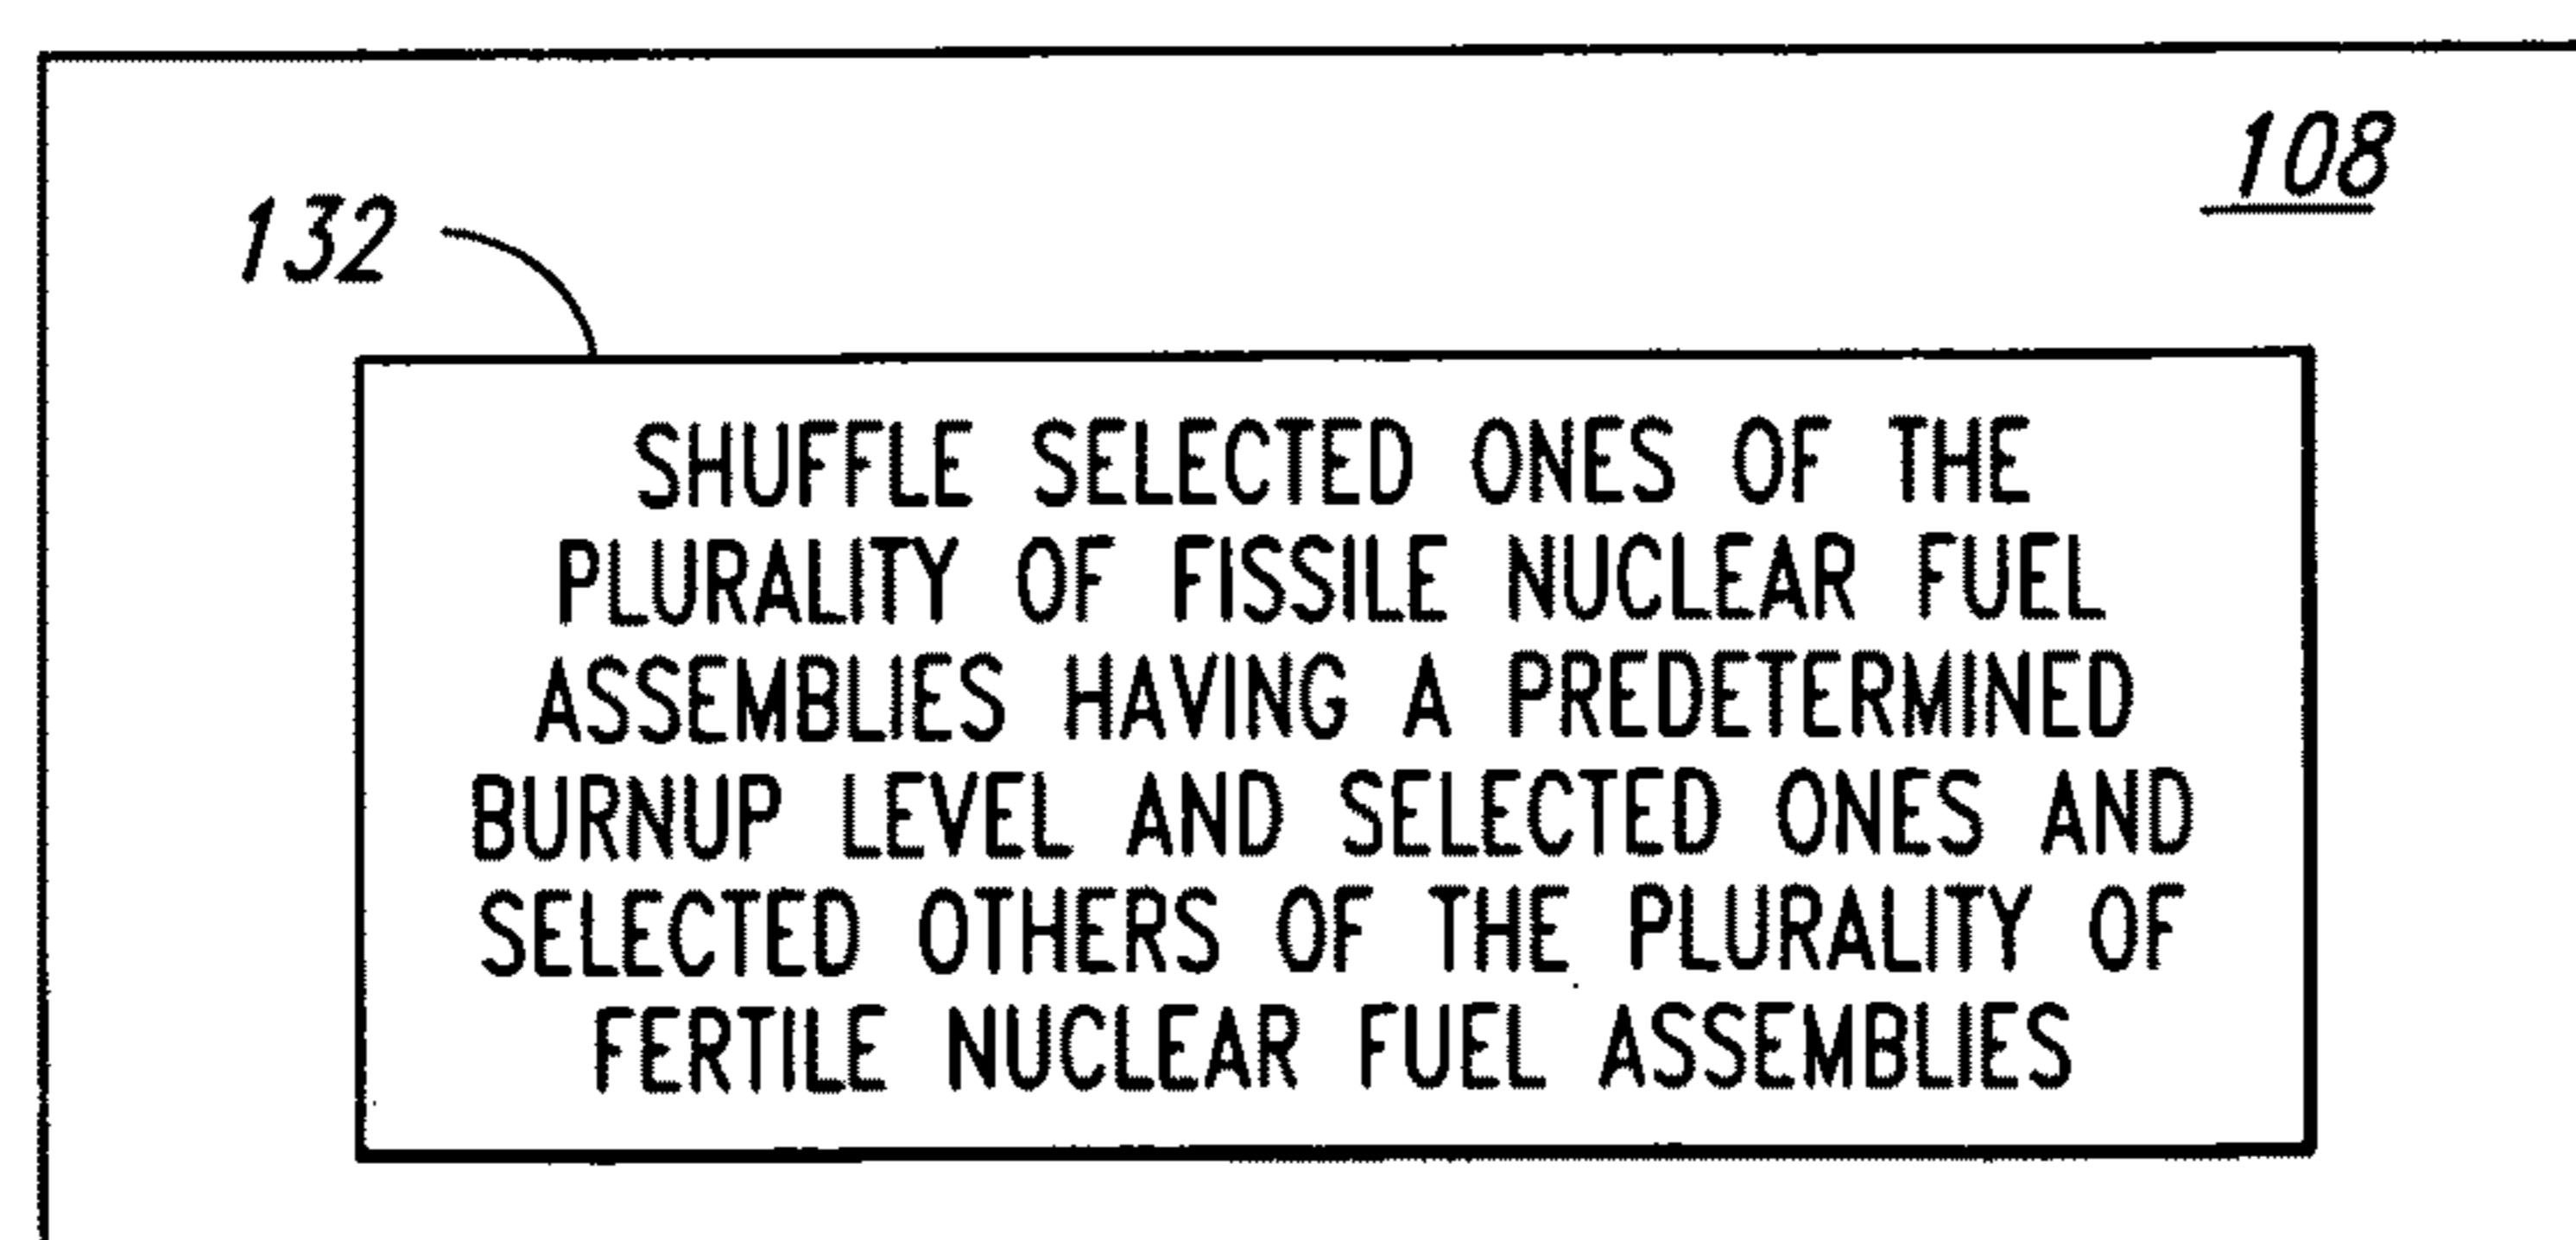 108
132
SHUFFLE SELECTED ONES OF THE
PLURALITY OF FISSILE NUCLEAR FUEL
ASSEMBLIES HAVING A PREDETERMINED
BURNUP LEVEL AND SELECTED ONES AND
SELECTED OTHERS OF THE PLURALITY OF
FERTILE NUCLEAR FUEL ASSEMBLIES